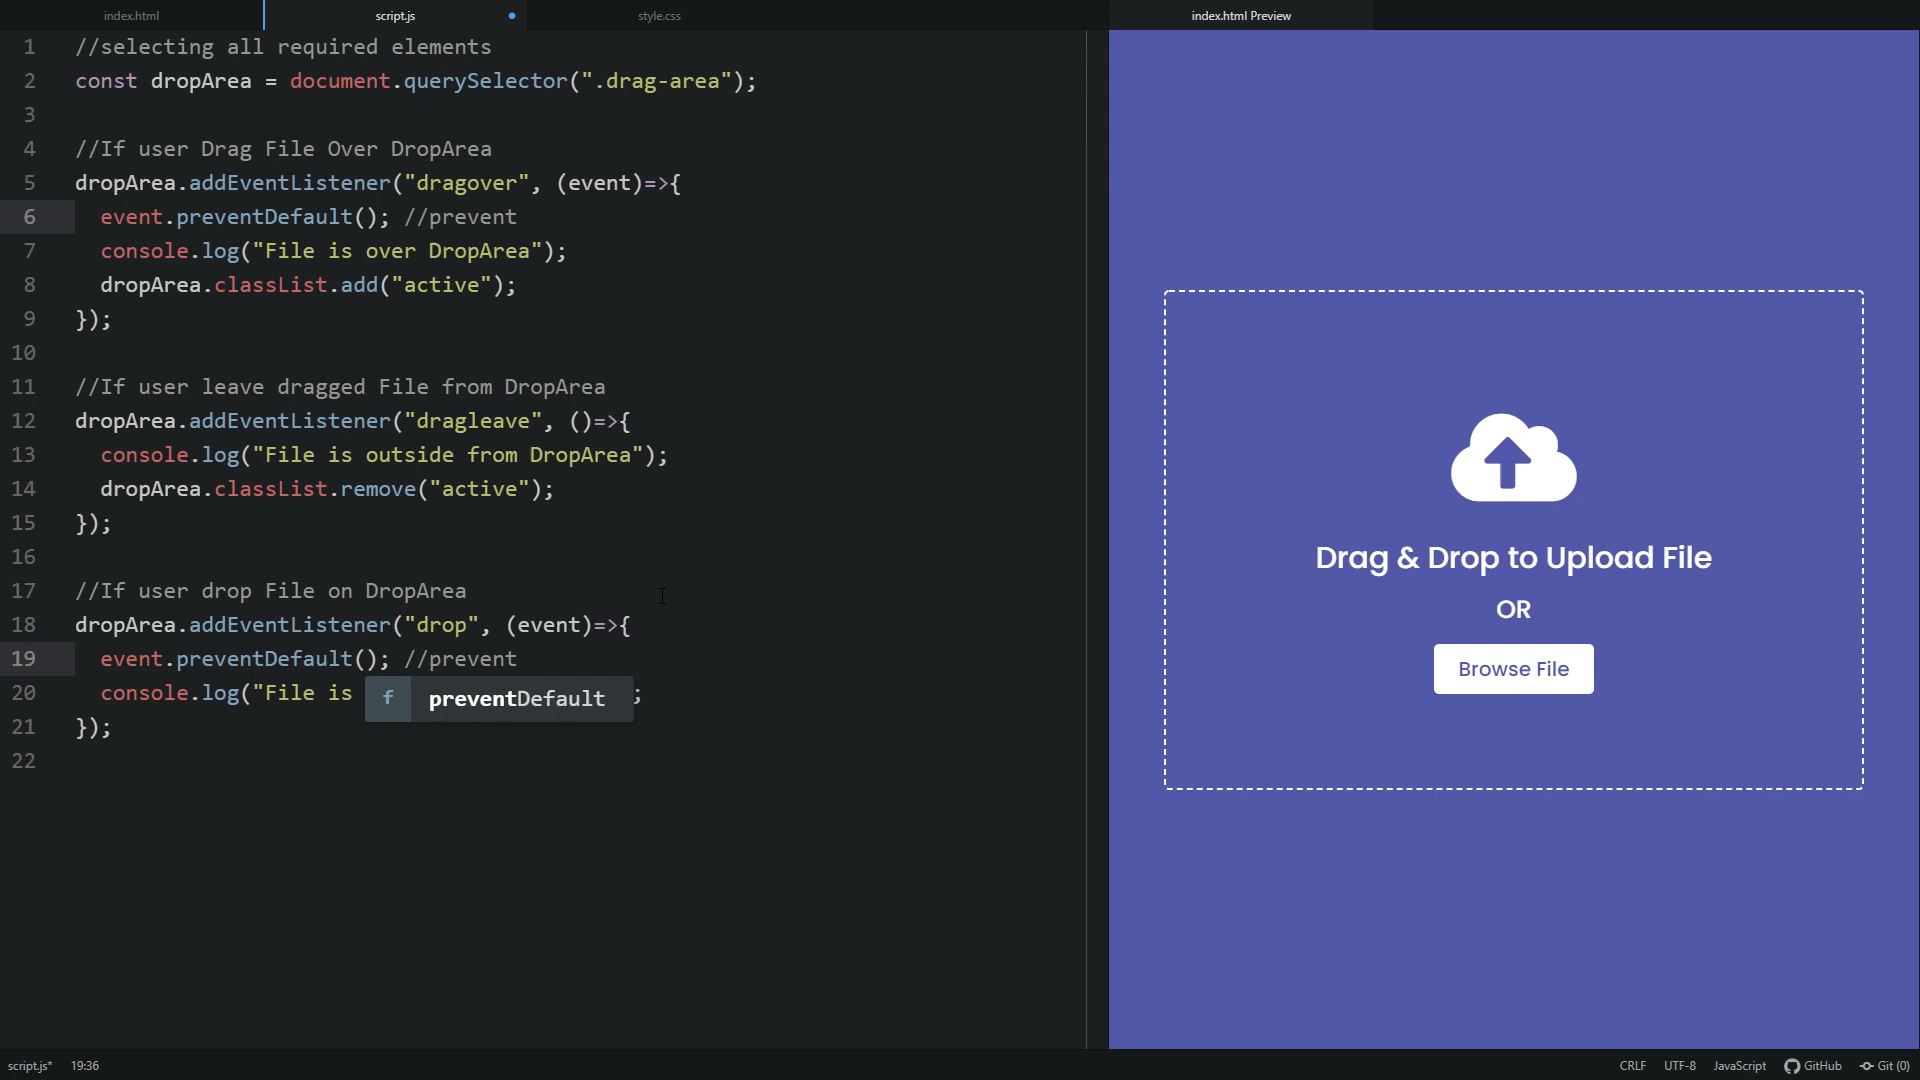 index.html
script.js
style.css
index.html Preview
1 //selecting all required elements
2 const dropArea = document.querySelector(".drag-area");
3
4 //If user Drag File Over DropArea
5 dropArea.addEventListener("dragover", (event)=>{
6 event.preventDefault(); //prevent
7 console.log("File is over DropArea");
8 dropArea.classList.add("active");
9 });
10
11 //If user leave dragged File from DropArea
12 dropArea.addEventListener("dragleave", ()=>{
13 console.log("File is outside from DropArea");
14 dropArea.classList.remove("active");
15 });
16
17 //If user drop File on DropArea
18 dropArea.addEventListener("drop", (event)=>{
19 event.preventDefault(); //prevent
20 console.log("File is ;
f preventDefault
21 });
22
Drag & Drop to Upload File
OR
Browse File
script.js* 19:36
CRLF UTF-8 JavaScript GitHub Git (0)